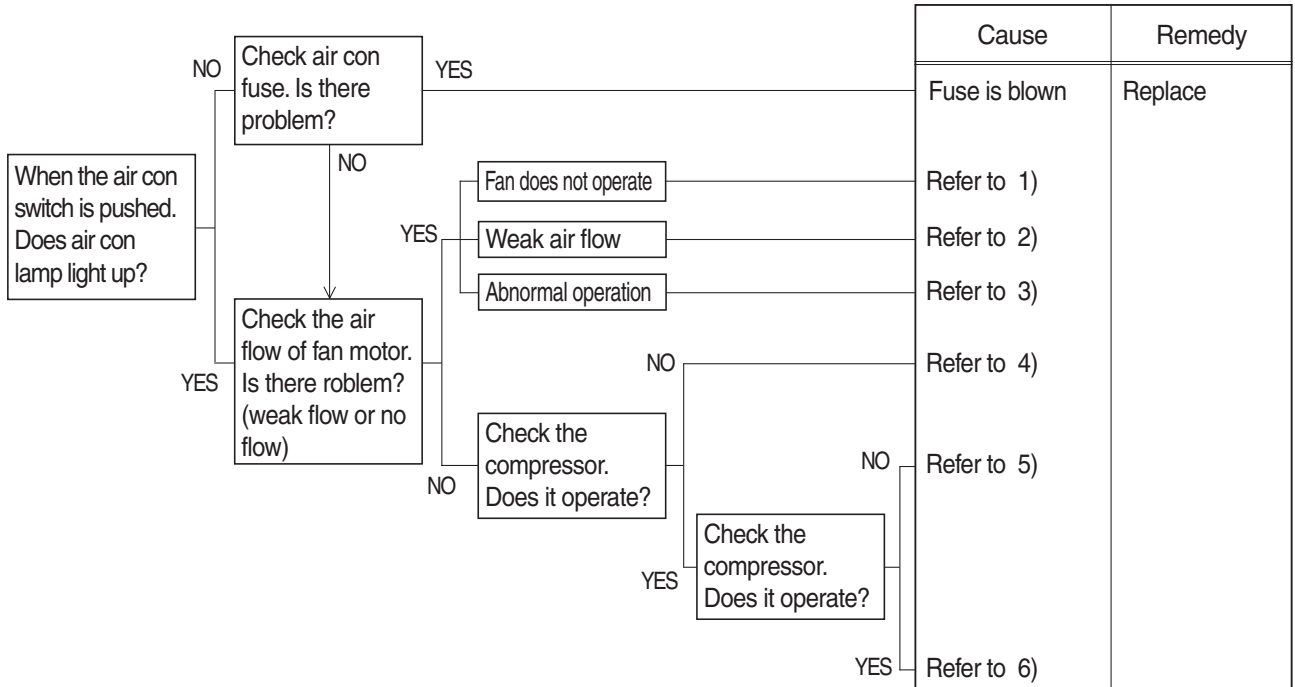 Cause
Remedy
NO
Check air con
fuse. Is there
problem?
YES
Fuse is blown
Replace
NO
When the air con
switch is pushed.
Does air con
lamp light up?
YES
Fan does not operate
Refer to 1)
Weak air flow
Refer to 2)
Abnormal operation
Refer to 3)
YES
Check the air
flow of fan motor.
Is there roblem?
(weak flow or no
flow)
NO
Refer to 4)
NO
Check the
compressor.
Does it operate?
NO
Refer to 5)
YES
Check the
compressor.
Does it operate?
YES
Refer to 6)